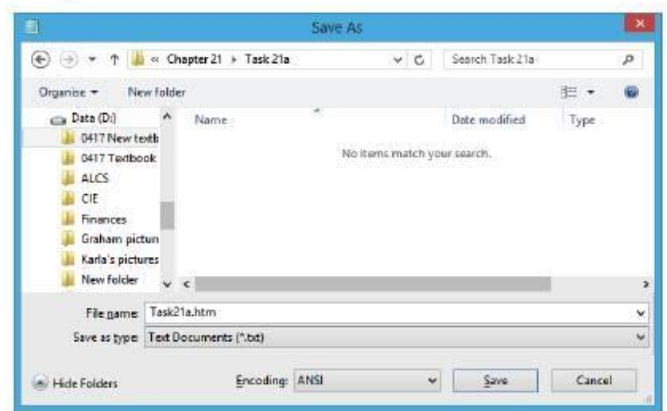 Save As
« Chapter 21 ▸ Task 21a
Search Task 21a
Organise
New folder
Data (D:)
Name
Date modified
Type
0417 New textb
No items match your search.
0417 Textbook
ALCS
CIE
Finances
Graham pictun
Karla's pictures
New folder
File name: Task21a.htm
Save as type: Text Documents (*.txt)
Hide Folders
Encoding: ANSI
Save
Cancel